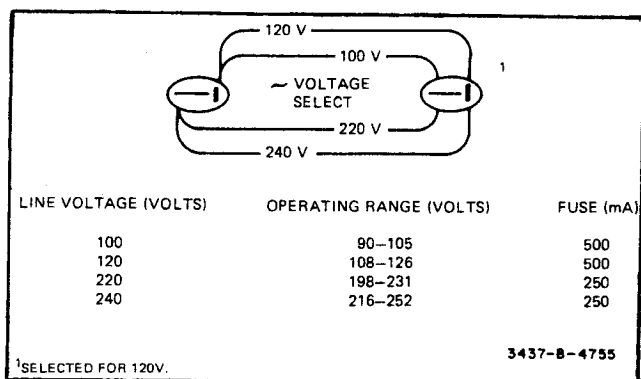 120 V
100 V
1
~ VOLTAGE
SELECT
220 V
240 V
LINE VOLTAGE (VOLTS) OPERATING RANGE (VOLTS) FUSE (mA)
100 90–105 500
120 108–126 500
220 198–231 250
240 216–252 250
3437-B-4755
1SELECTED FOR 120V.